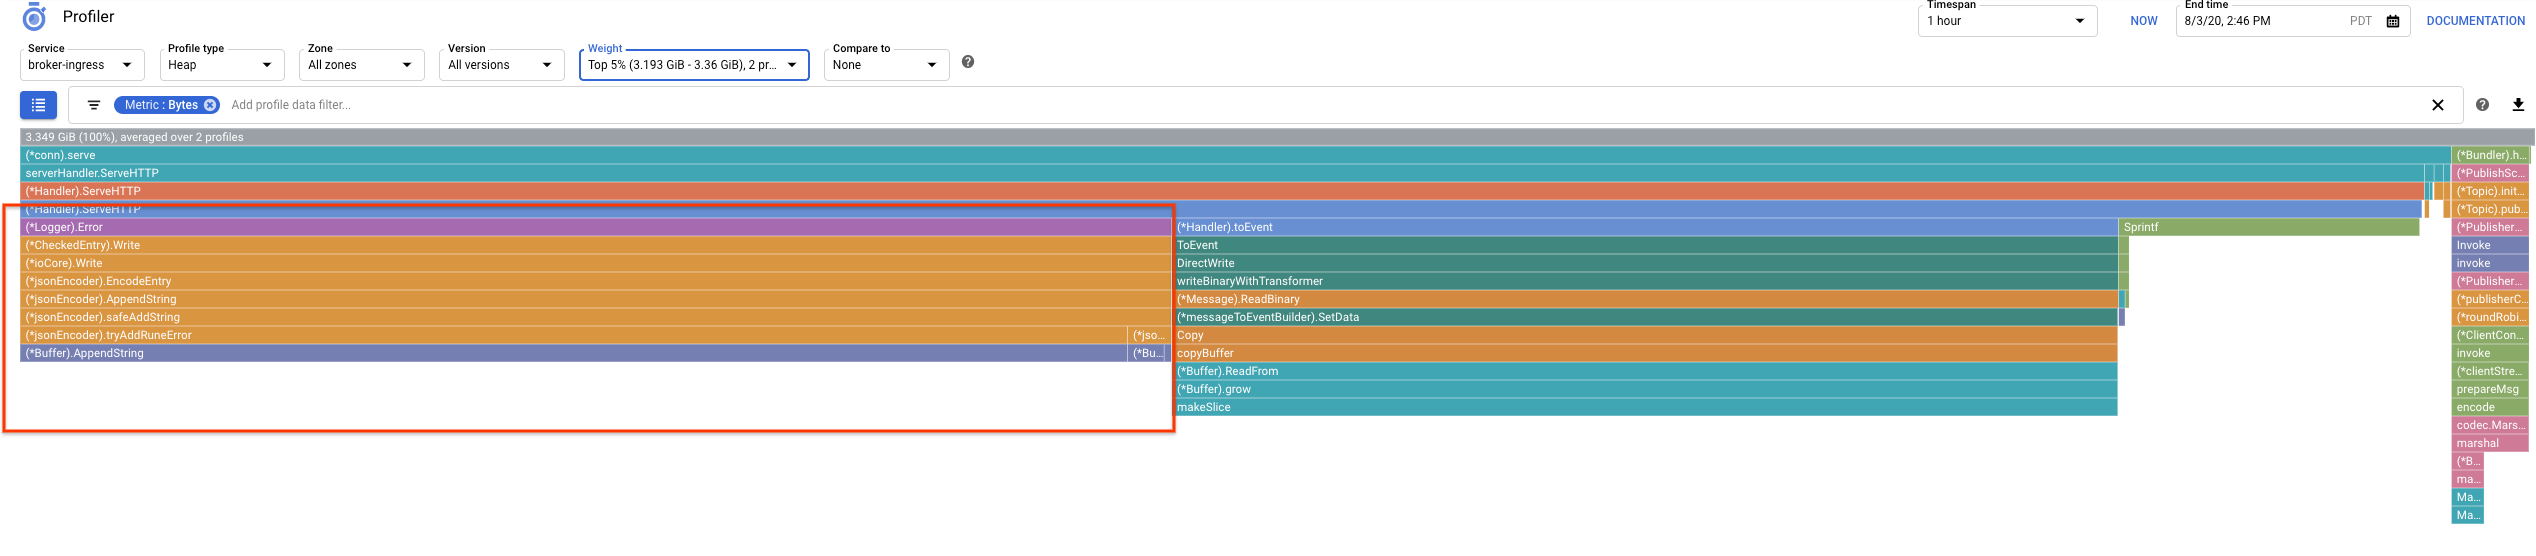 Profiler
Timespan
1 hour
NOW
End time
8/3/20, 2:46 PM PDT
DOCUMENTATION
Service
broker-ingress
Profile type
Heap
Zone
All zones
Version
All versions
Weight
Top 5% (3.193 GiB - 3.36 GiB), 2 pr...
Compare to
None
Metric : Bytes
Add profile data filter...
3.349 GiB (100%), averaged over 2 profiles
(*conn).serve
(*Bundler).h...
serverHandler.ServeHTTP
(*PublishSc...
(*Handler).ServeHTTP
(*Topic).init...
(*Handler).ServeHTTP
(*Topic).pub...
(*Logger).Error
(*Handler).toEvent
Sprintf
(*Publisher...
(*CheckedEntry).Write
ToEvent
Invoke
(*ioCore).Write
DirectWrite
invoke
(*jsonEncoder).EncodeEntry
writeBinaryWithTransformer
(*Publisher...
(*jsonEncoder).AppendString
(*Message).ReadBinary
(*publisherC...
(*jsonEncoder).safeAddString
(*messageToEventBuilder).SetData
(*roundRobi...
(*jsonEncoder).tryAddRuneError
(*jso...
Copy
(*ClientCon...
(*Buffer).AppendString
(*Bu...
copyBuffer
invoke
(*Buffer).ReadFrom
(*clientStre...
(*Buffer).grow
prepareMsg
makeSlice
encode
codec.Mars...
marshal
(*B...
ma...
Ma...
Ma...